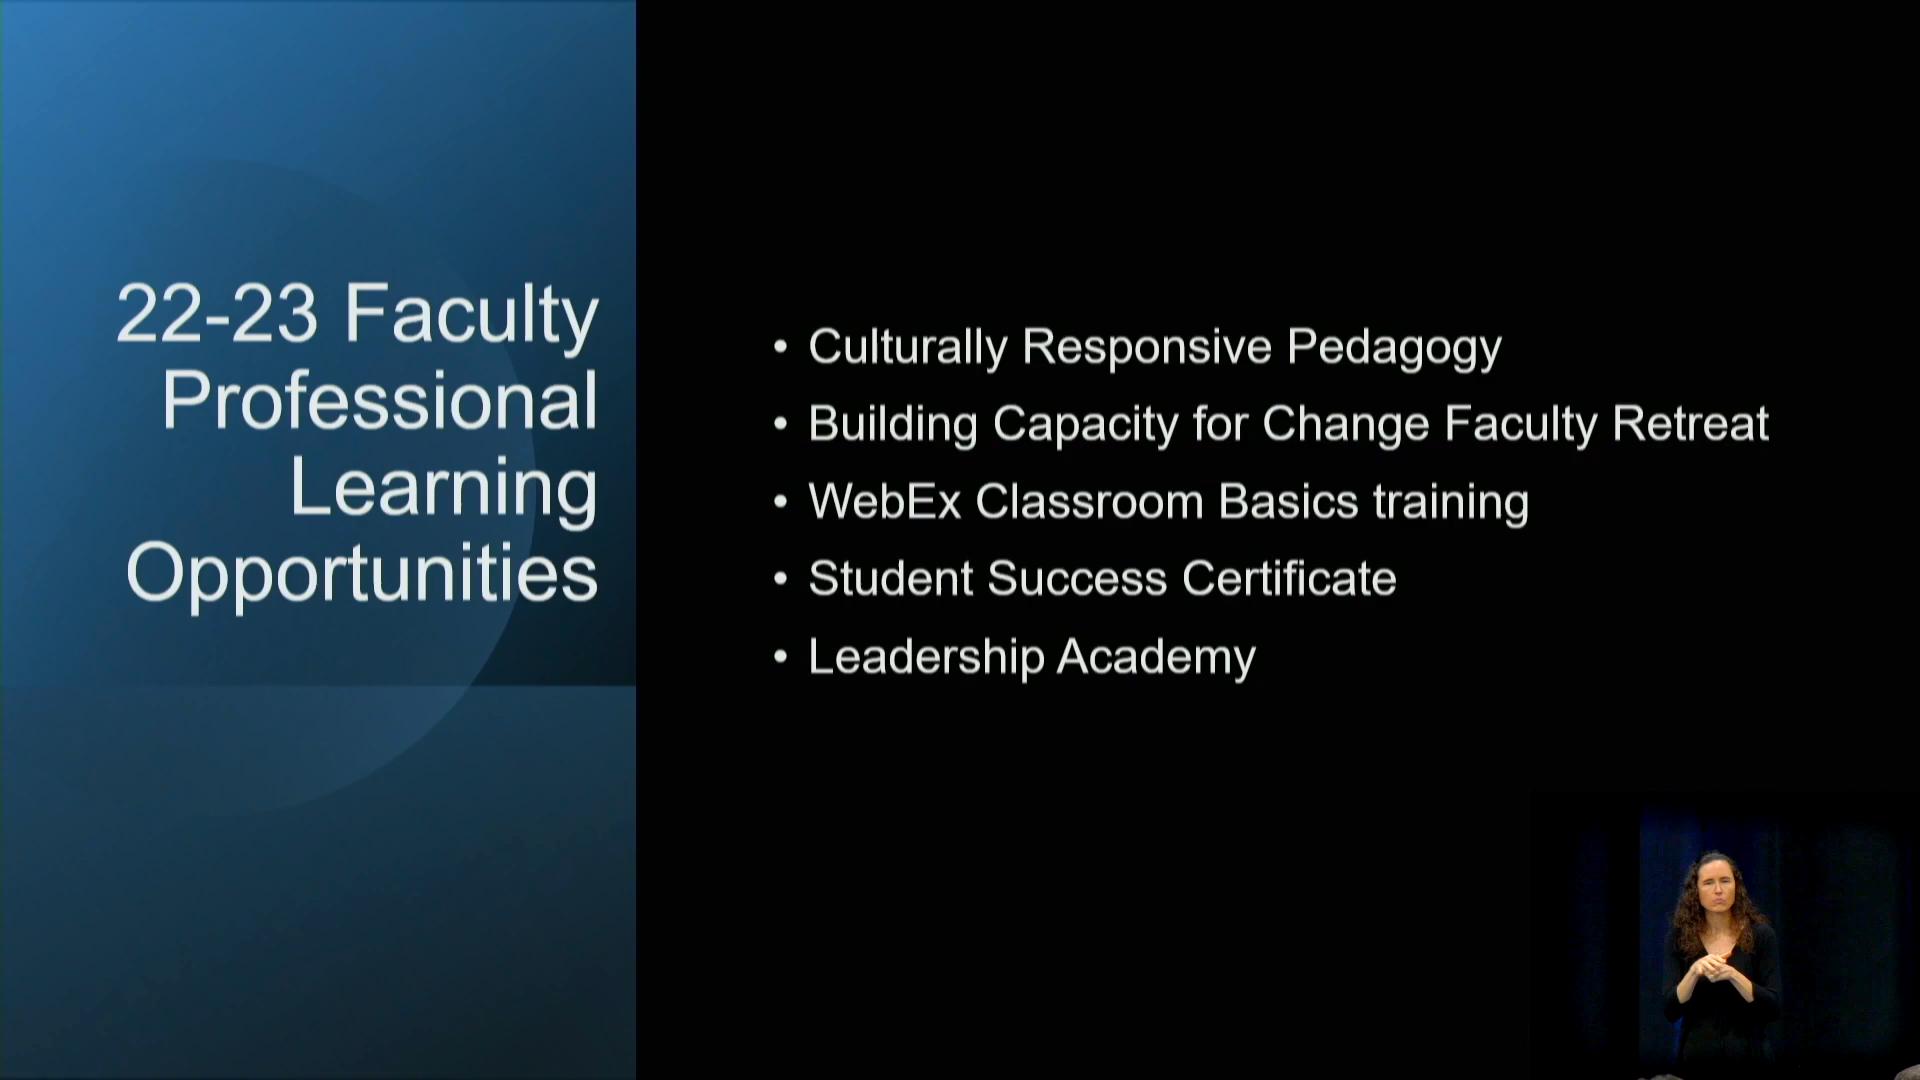 22-23 Faculty
Professional
Learning
Opportunities
• Culturally Responsive Pedagogy
• Building Capacity for Change Faculty Retreat
• WebEx Classroom Basics training
• Student Success Certificate
• Leadership Academy